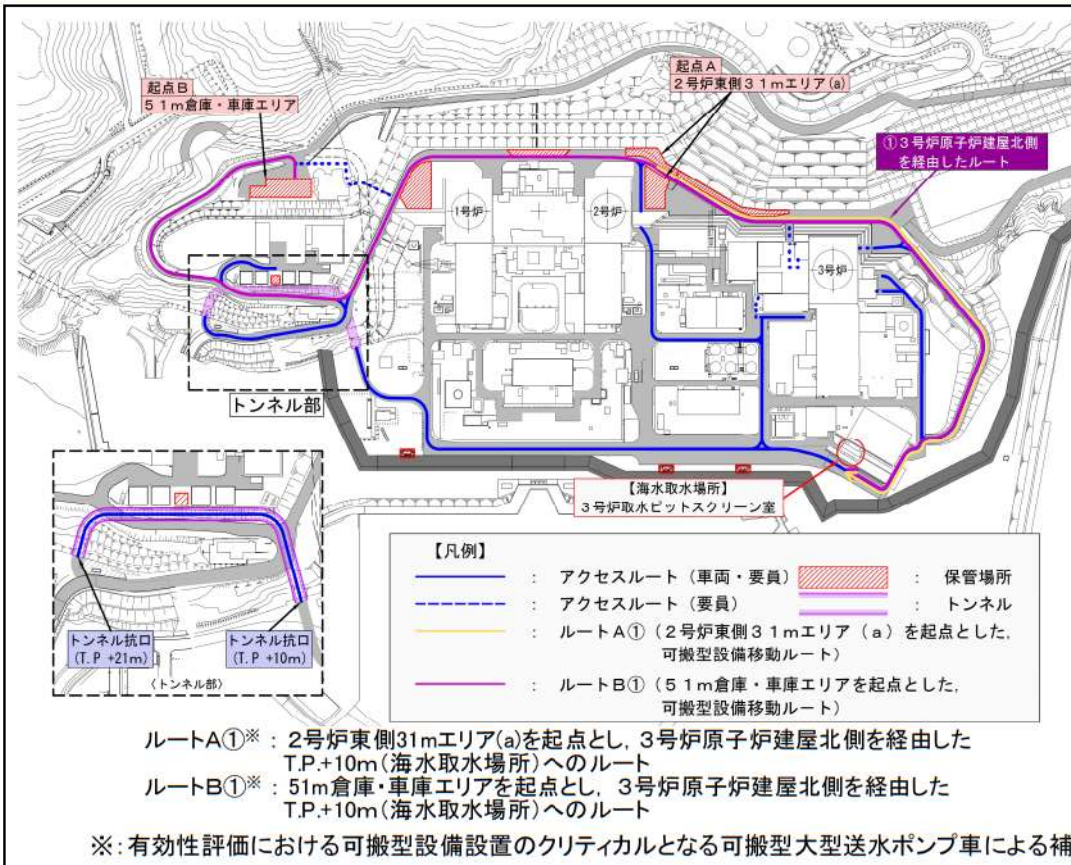 起点B
51m倉庫・車庫エリア
起点A
2号炉東側31mエリア(a)
①3号炉原子炉建屋北側
を経由したルート
1号炉
2号炉
3号炉
トンネル部
【海水取水場所】
3号炉取水ピットスクリーン室
トンネル抗口
(T.P +21m)
トンネル抗口
(T.P +10m)
〈トンネル部〉
【凡例】
: アクセスルート (車両・要員)
: 保管場所
: アクセスルート (要員)
: トンネル
: ルートA① (2号炉東側31mエリア (a) を起点とした,
可搬型設備移動ルート)
: ルートB① (51m倉庫・車庫エリアを起点とした,
可搬型設備移動ルート)
ルートA①※ : 2号炉東側31mエリア(a)を起点とし, 3号炉原子炉建屋北側を経由した
T.P.+10m(海水取水場所)へのルート
ルートB①※ : 51m倉庫・車庫エリアを起点とし, 3号炉原子炉建屋北側を経由した
T.P.+10m(海水取水場所)へのルート
※:有効性評価における可搬型設備設置のクリティカルとなる可搬型大型送水ポンプ車による補